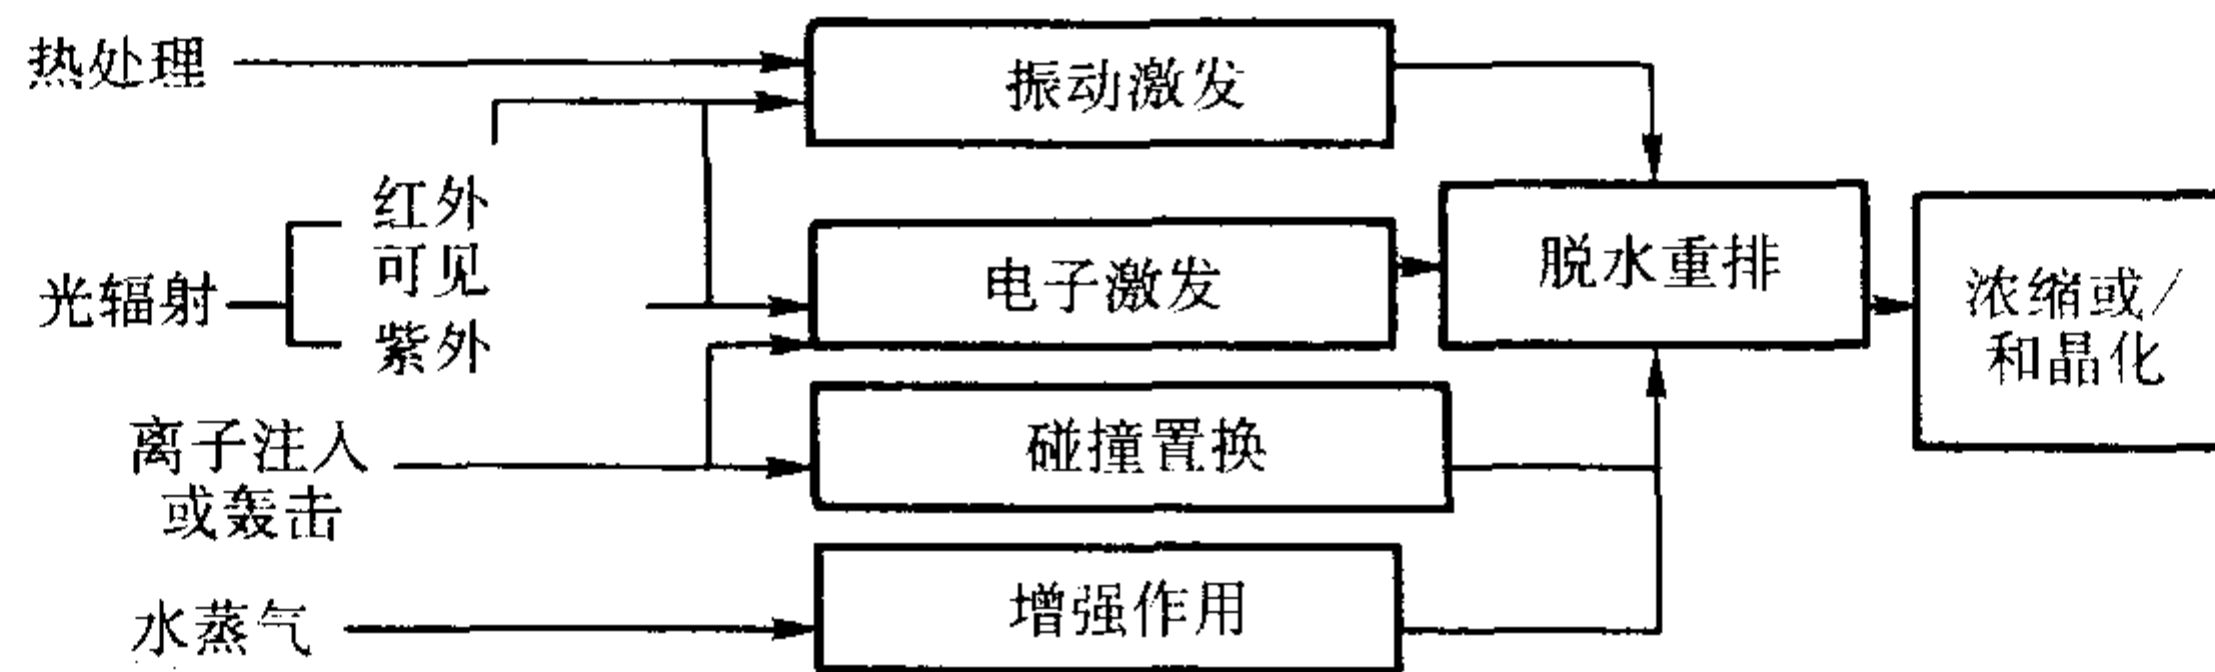 热处理
振动激发
红外
可见
紫外
光辐射
电子激发
脱水重排
浓缩或/
和晶化
离子注入
或轰击
碰撞置换
水蒸气
增强作用